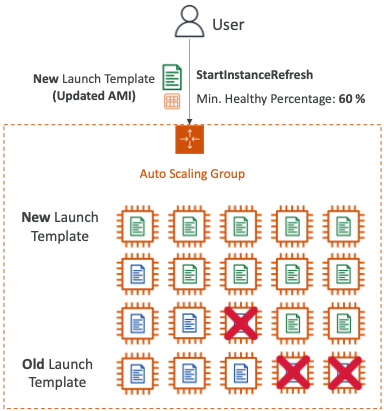 User
New Launch Template
(Updated AMI)
StartInstanceRefresh
Min. Healthy Percentage: 60 %
Auto Scaling Group
New Launch
Template
Old Launch
Template